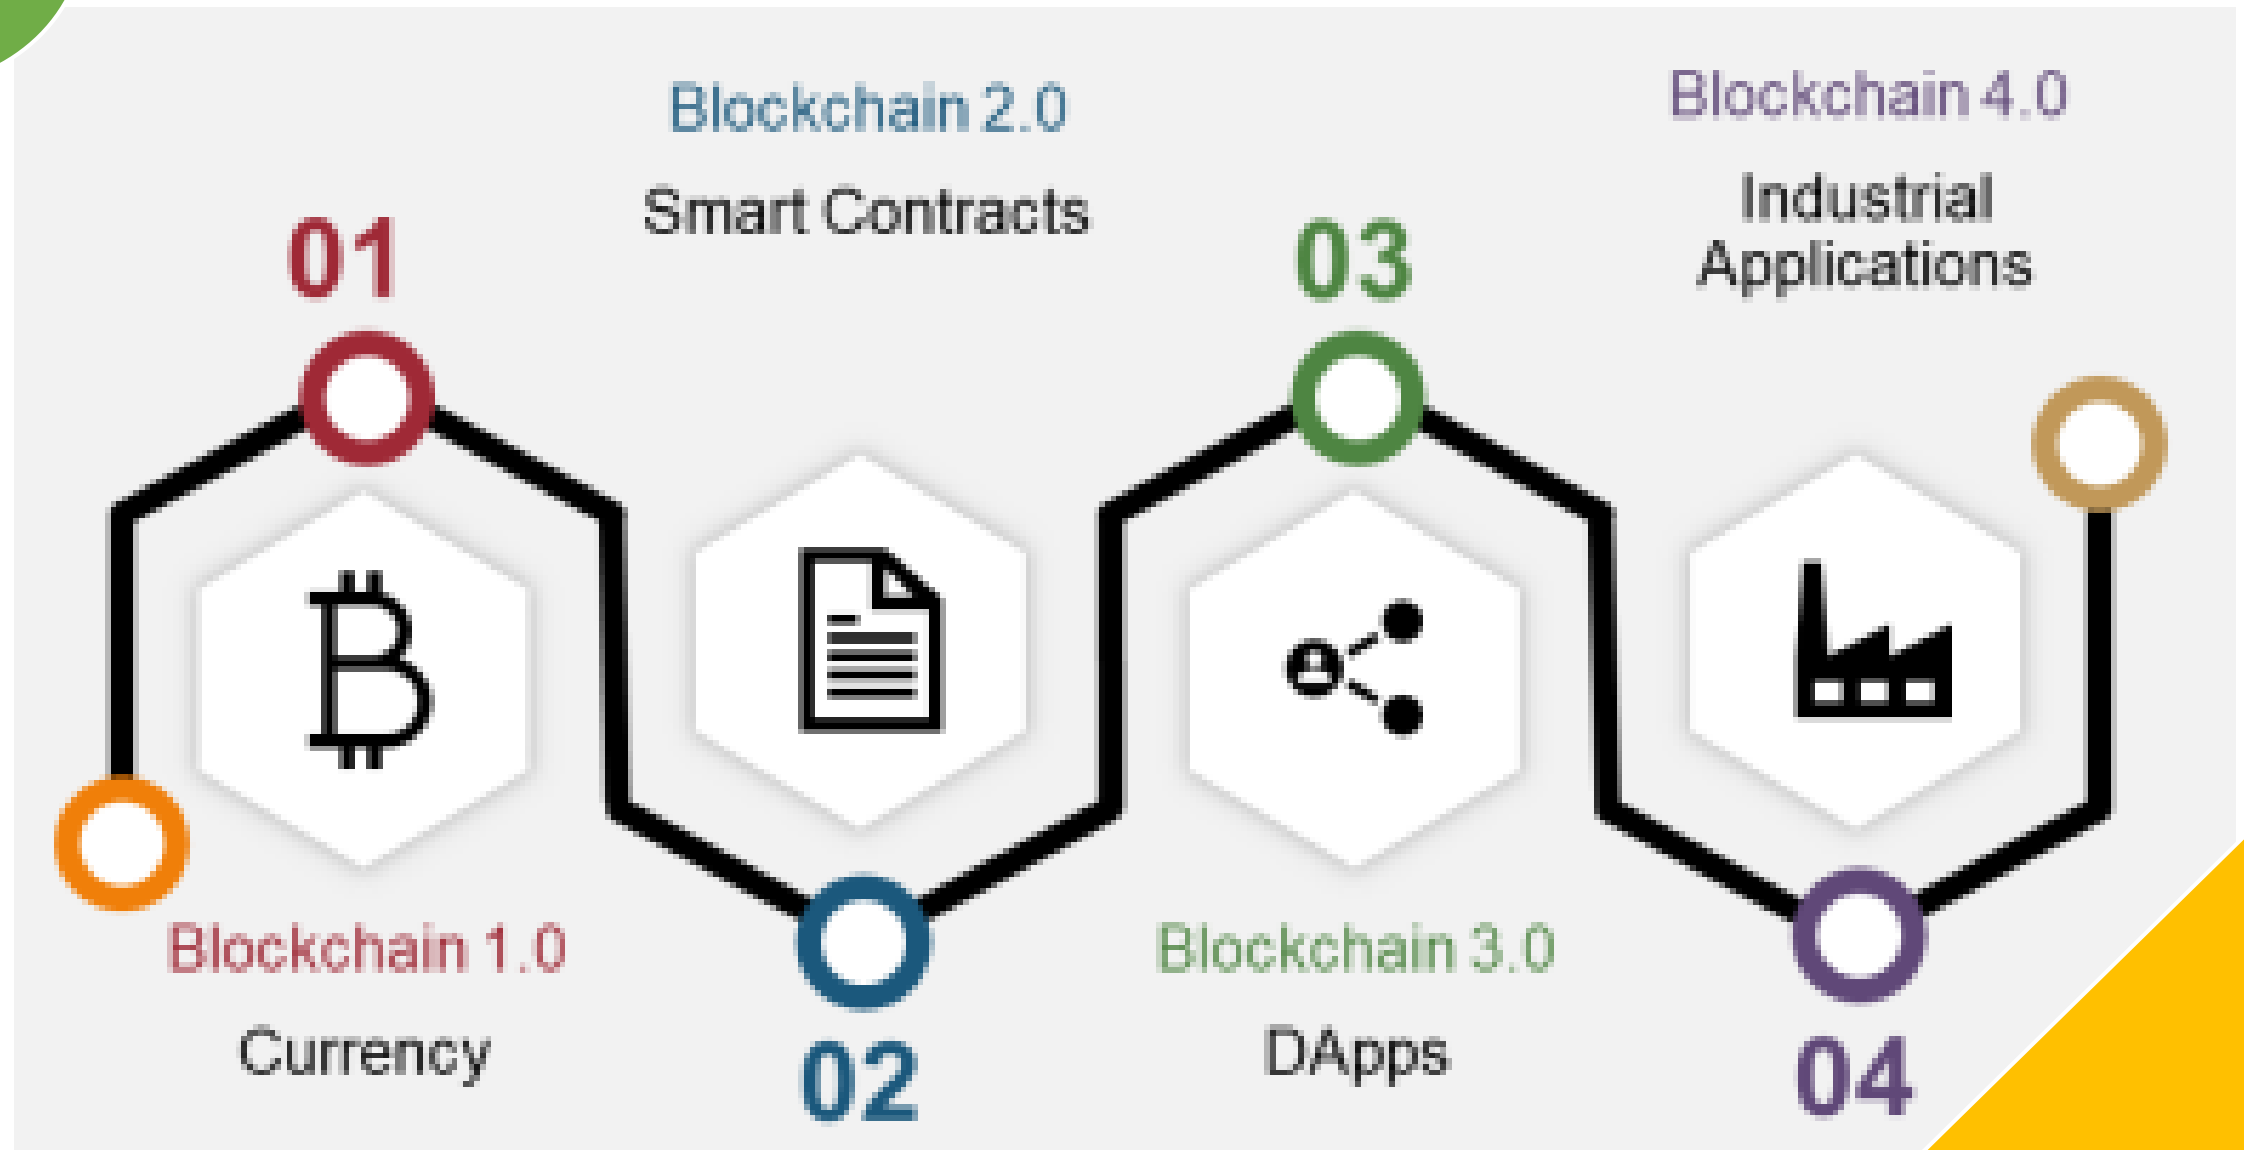 01
Blockchain 1.0
Currency
Blockchain 2.0
Smart Contracts
02
03
Blockchain 3.0
DApps
Blockchain 4.0
Industrial
Applications
04